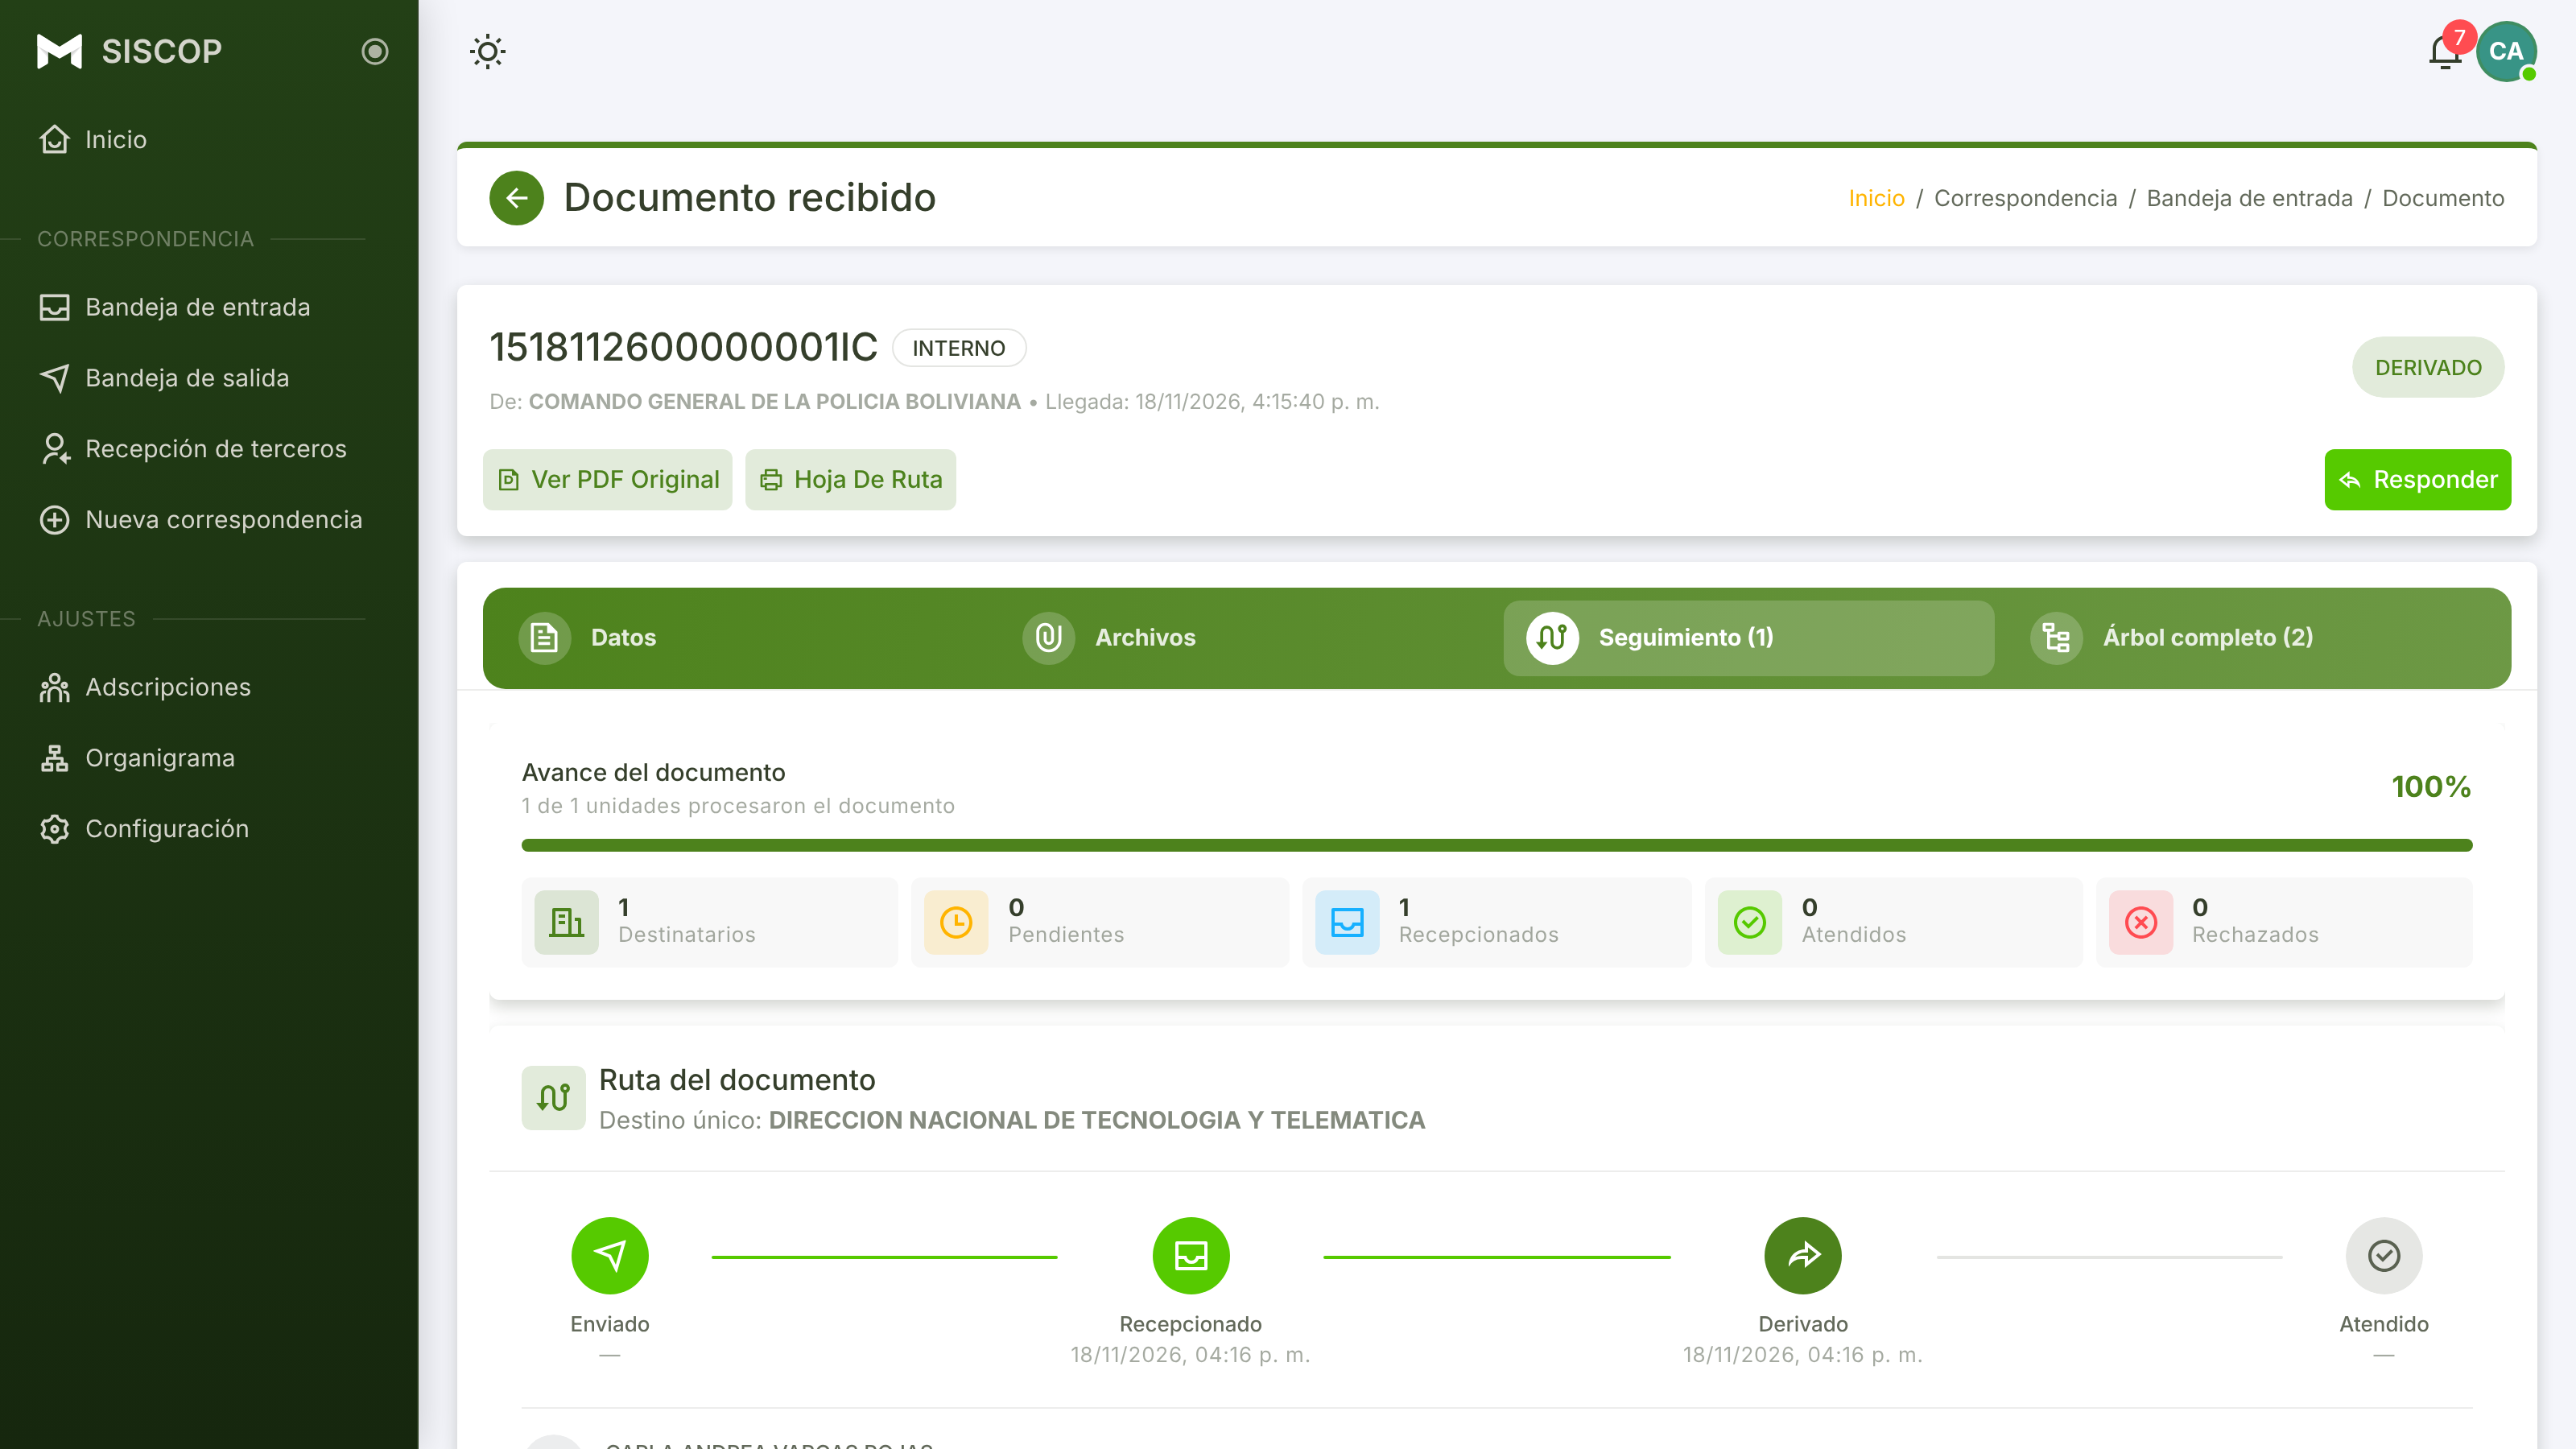 SISCOP
7
CA
Inicio
CORRESPONDENCIA
Bandeja de entrada
Bandeja de salida
Recepción de terceros
Nueva correspondencia
AJUSTES
Adscripciones
Organigrama
Configuración
Documento recibido
Inicio / Correspondencia / Bandeja de entrada / Documento
1518112600000001IC INTERNO
DERIVADO
De: COMANDO GENERAL DE LA POLICIA BOLIVIANA • Llegada: 18/11/2026, 4:15:40 p. m.
Ver PDF Original
Hoja De Ruta
Responder
Datos
Archivos
Seguimiento (1)
Árbol completo (2)
Avance del documento
1 de 1 unidades procesaron el documento
100%
1
Destinatarios
0
Pendientes
1
Recepcionados
0
Atendidos
0
Rechazados
Ruta del documento
Destino único: DIRECCION NACIONAL DE TECNOLOGIA Y TELEMATICA
Enviado
—
Recepcionado
18/11/2026, 04:16 p. m.
Derivado
18/11/2026, 04:16 p. m.
Atendido
—
CARLA ANDREA VARGAS ROJAS